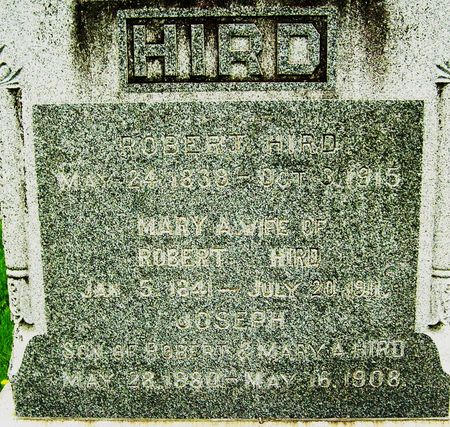 HIRD
ROBERT HIRD
MAY 24, 1838 - OCT 3, 1915
MARY A. WIFE OF
ROBERT HIRD
JAN. 5, 1841 - JULY 20, 1911.
JOSEPH
SON OF ROBERT & MARY A. HIRD
MAY 28, 1880 - MAY 16, 1908.